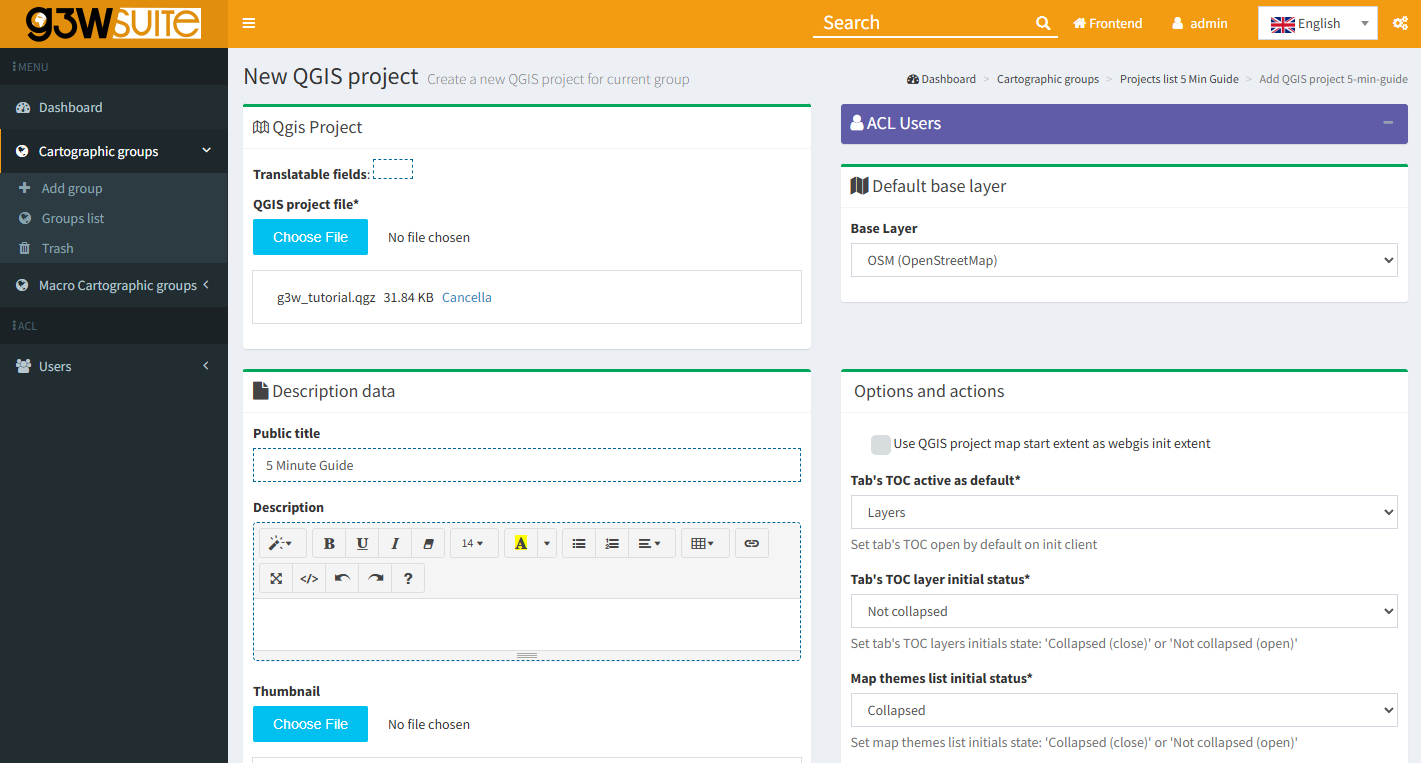 g3wSUITE
Search
Frontend
admin
English
MENU
Dashboard
Cartographic groups
Add group
Groups list
Trash
Macro Cartographic groups
ACL
Users
New QGIS project Create a new QGIS project for current group
Dashboard > Cartographic groups > Projects list 5 Min Guide > Add QGIS project 5-min-guide
Qgis Project
Translatable fields:
QGIS project file*
Choose File No file chosen
g3w_tutorial.qgz 31.84 KB Cancella
ACL Users
Default base layer
Base Layer
OSM (OpenStreetMap)
Description data
Public title
5 Minute Guide
Description
B U I 14 A
</> ?
Thumbnail
Choose File No file chosen
Options and actions
Use QGIS project map start extent as webgis init extent
Tab's TOC active as default*
Layers
Set tab's TOC open by default on init client
Tab's TOC layer initial status*
Not collapsed
Set tab's TOC layers initials state: 'Collapsed (close)' or 'Not collapsed (open)'
Map themes list initial status*
Collapsed
Set map themes list initials state: 'Collapsed (close)' or 'Not collapsed (open)'